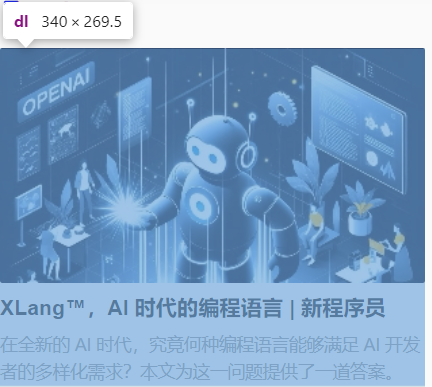 dl 340 × 269.5
OPENAI
XLang™，AI 时代的编程语言 | 新程序员
在全新的 AI 时代，究竟何种编程语言能够满足 AI 开发
者的多样化需求？本文为这一问题提供了一道答案。